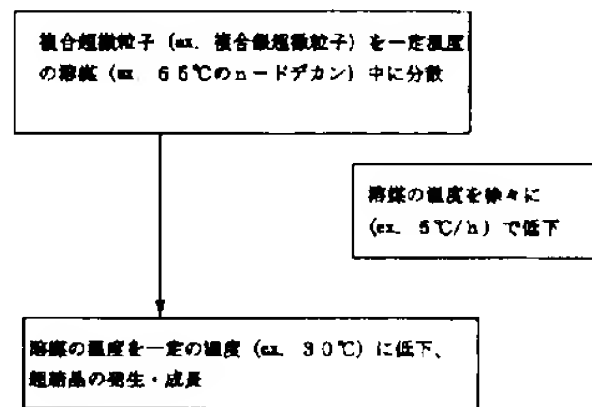 複合超微粒子 (ex. 複合銀超微粒子) を一定温度
の溶媒 (ex. 65℃のn－ドデカン) 中に分散
溶媒の温度を徐々に
(ex. 5℃/h) で低下
溶媒の温度を一定の温度 (ex. 30℃) に低下、
超結晶の発生・成長